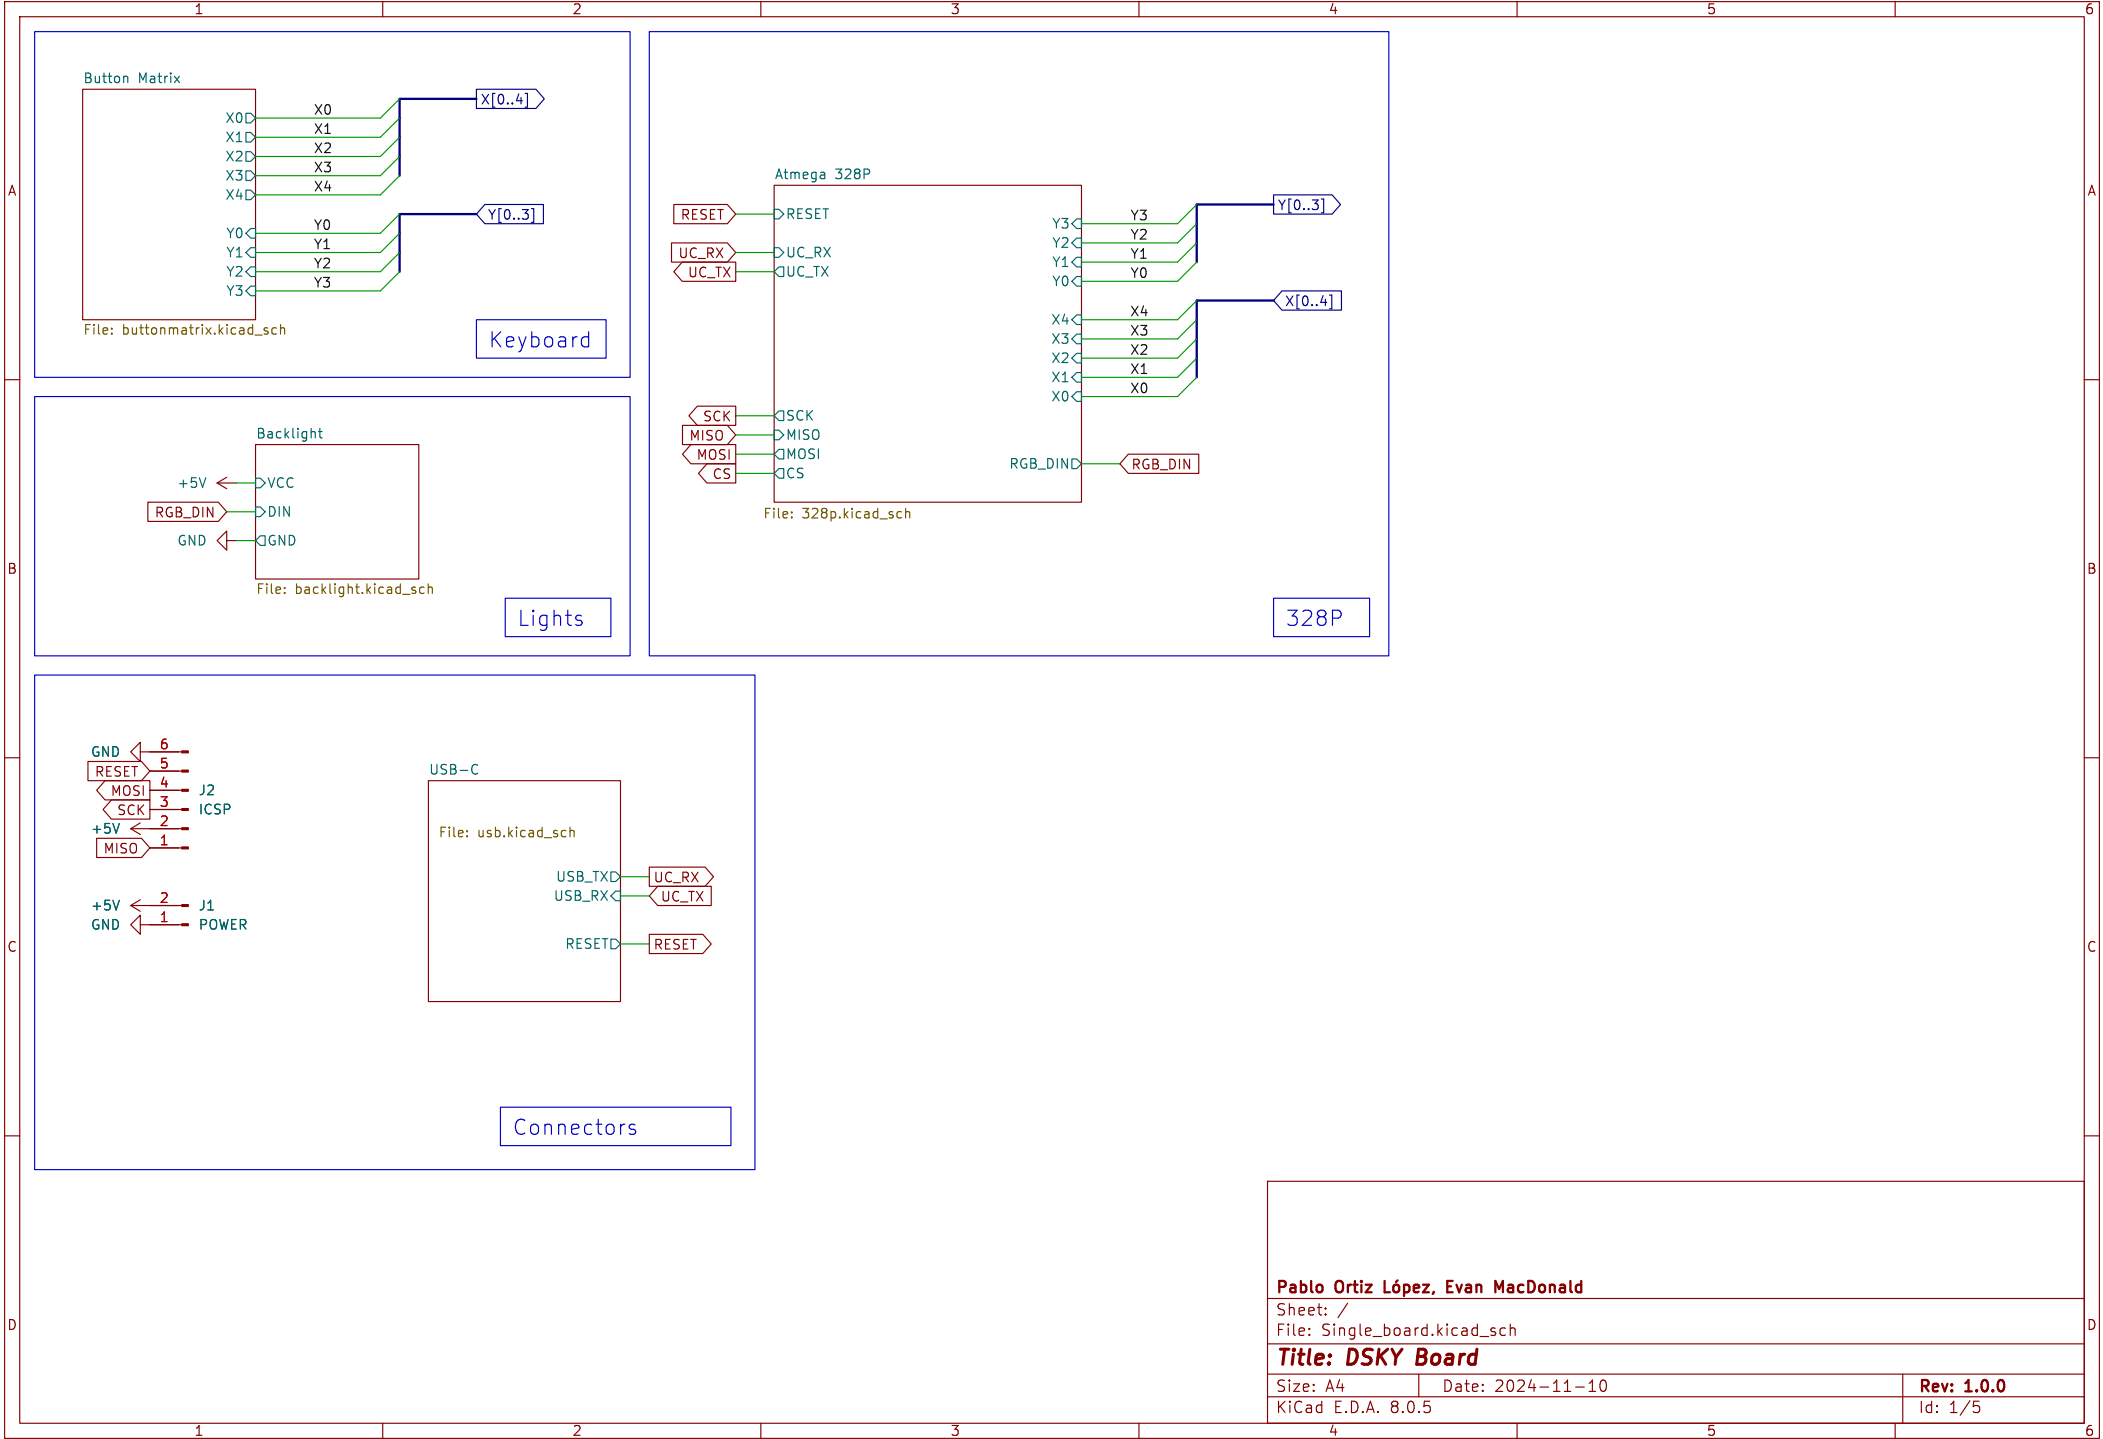 1 2 3 4 5 6
A
B
C
D
A
B
C
D
Button Matrix
X0 X0
X1 X1
X2 X2
X3 X3
X4 X4
X[0..4]
Y0 Y0
Y1 Y1
Y2 Y2
Y3 Y3
Y[0..3]
File: buttonmatrix.kicad_sch
Keyboard
Atmega 328P
RESET RESET
UC_RX UC_RX
UC_TX UC_TX
SCK SCK
MISO MISO
MOSI MOSI
CS CS
Y3 Y3
Y2 Y2
Y1 Y1
Y0 Y0
Y[0..3]
X4 X4
X3 X3
X2 X2
X1 X1
X0 X0
X[0..4]
RGB_DIN RGB_DIN
File: 328p.kicad_sch
328P
Backlight
+5V VCC
RGB_DIN DIN
GND GND
File: backlight.kicad_sch
Lights
GND 6
RESET 5
MOSI 4 J2
SCK 3 ICSP
+5V 2
MISO 1
+5V 2 J1
GND 1 POWER
USB-C
File: usb.kicad_sch
USB_TX UC_RX
USB_RX UC_TX
RESET RESET
Connectors
Pablo Ortiz López, Evan MacDonald
Sheet: /
File: Single_board.kicad_sch
Title: DSKY Board
Size: A4 Date: 2024-11-10 Rev: 1.0.0
KiCad E.D.A. 8.0.5 Id: 1/5
1 2 3 4 5 6